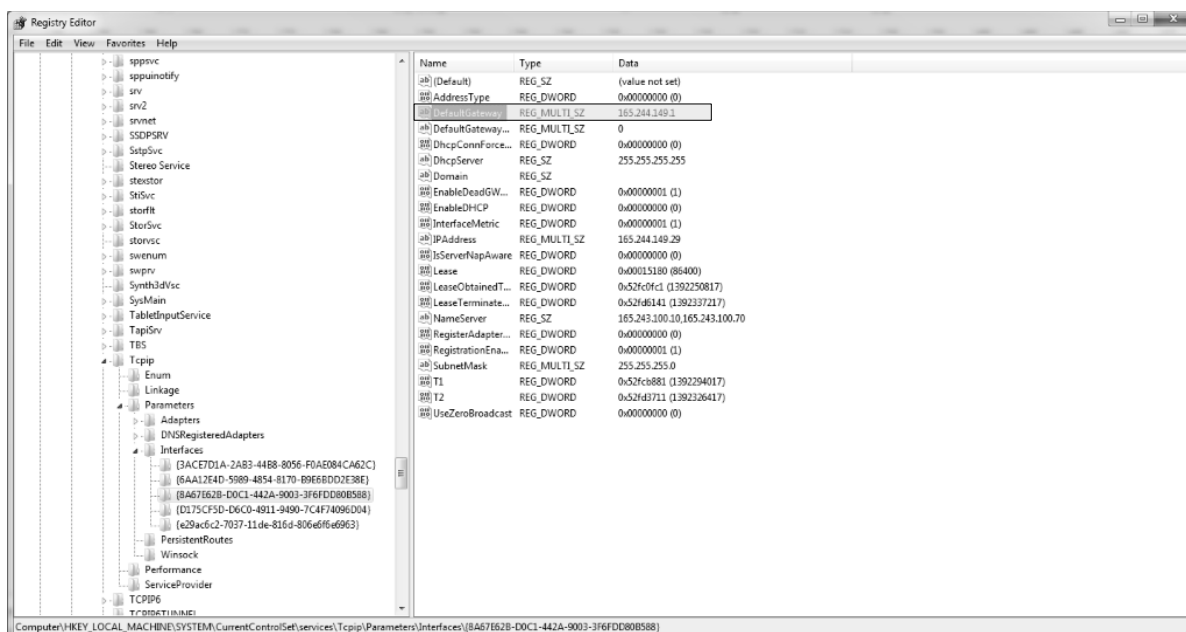 Registry Editor
File Edit View Favorites Help
sppsvc
sppuinotify
srv
srv2
srvnet
SSDPSRV
SstpSvc
Stereo Service
stexstor
StiSvc
storflt
StorSvc
storvsc
swenum
swprv
Synth3dVsc
SysMain
TabletInputService
TapiSrv
TBS
Tcpip
Enum
Linkage
Parameters
Adapters
DNSRegisteredAdapters
Interfaces
{3ACE7D1A-2AB3-44B8-8056-F0AE084CA62C}
{6AA12E4D-5989-4854-8170-B9E6BDD2E38E}
{8A67E62B-D0C1-442A-9003-3F6FDD80B588}
{D175CF5D-D6C0-4911-9490-7C4F74096D04}
{e29ac6c2-7037-11de-816d-806e6f6e6963}
PersistentRoutes
Winsock
Performance
ServiceProvider
TCPIP6
TCPIP6TUNNEL
Name Type Data
(Default) REG_SZ (value not set)
AddressType REG_DWORD 0x00000000 (0)
DefaultGateway REG_MULTI_SZ 165.244.149.1
DefaultGateway... REG_MULTI_SZ 0
DhcpConnForce... REG_DWORD 0x00000000 (0)
DhcpServer REG_SZ 255.255.255.255
Domain REG_SZ
EnableDeadGW... REG_DWORD 0x00000001 (1)
EnableDHCP REG_DWORD 0x00000000 (0)
InterfaceMetric REG_DWORD 0x00000001 (1)
IPAddress REG_MULTI_SZ 165.244.149.29
IsServerNapAware REG_DWORD 0x00000000 (0)
Lease REG_DWORD 0x00015180 (86400)
LeaseObtainedT... REG_DWORD 0x52fc0fc1 (1392250817)
LeaseTerminate... REG_DWORD 0x52fd6141 (1392337217)
NameServer REG_SZ 165.243.100.10,165.243.100.70
RegisterAdapter... REG_DWORD 0x00000000 (0)
RegistrationEna... REG_DWORD 0x00000001 (1)
SubnetMask REG_MULTI_SZ 255.255.255.0
T1 REG_DWORD 0x52fcb881 (1392294017)
T2 REG_DWORD 0x52fd3711 (1392326417)
UseZeroBroadcast REG_DWORD 0x00000000 (0)
Computer\HKEY_LOCAL_MACHINE\SYSTEM\CurrentControlSet\services\Tcpip\Parameters\Interfaces\{8A67E62B-D0C1-442A-9003-3F6FDD80B588}